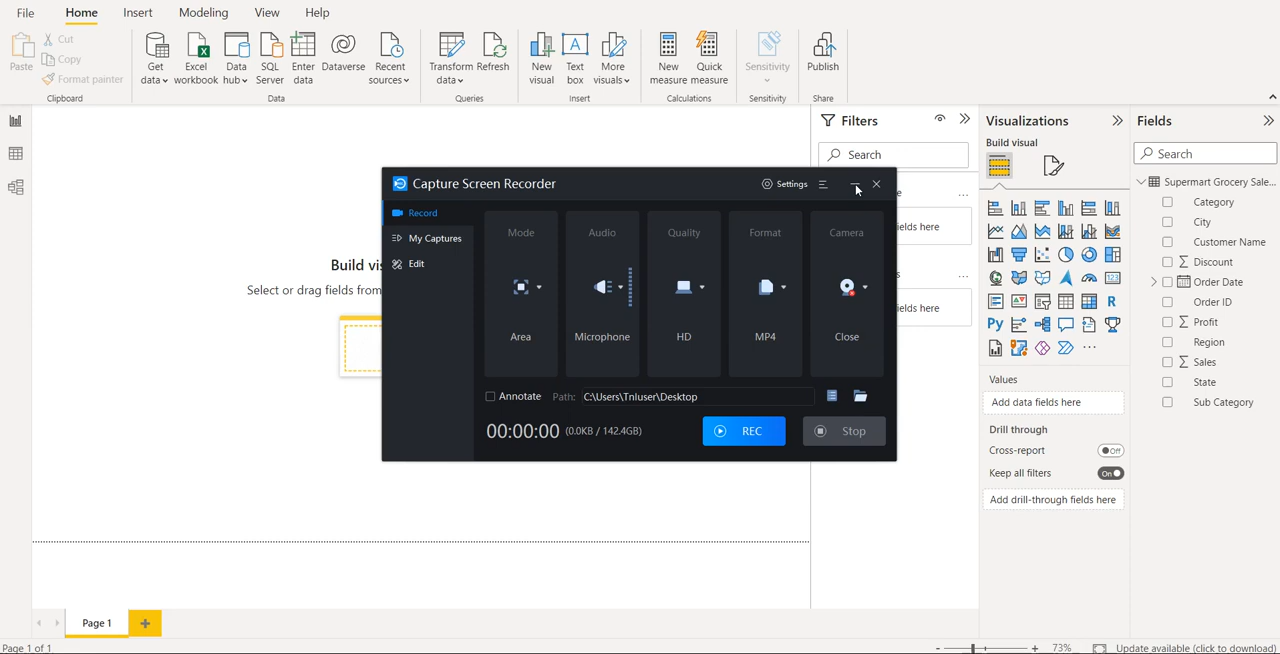 File Home Insert Modeling View Help
Paste Cut Copy Format painter
Clipboard
Get data Excel workbook Data hub SQL Server Enter data Dataverse Recent sources
Data
Transform data Refresh
Queries
New visual Text box More visuals
Insert
New measure Quick measure
Calculations
Sensitivity
Sensitivity
Publish
Share
Build
Select or drag fields from
Filters
Search
ields here
ields here
Capture Screen Recorder Settings
Record
My Captures
Edit
Mode Audio Quality Format Camera
Area Microphone HD MP4 Close
Annotate Path: C:\Users\Tnluser\Desktop
00:00:00 (0.0KB / 142.4GB) REC Stop
Visualizations
Build visual
R
Py
Values
Add data fields here
Drill through
Cross-report Off
Keep all filters On
Add drill-through fields here
Fields
Search
Supermart Grocery Sale...
Category
City
Customer Name
Discount
Order Date
Order ID
Profit
Region
Sales
State
Sub Category
Page 1
Page 1 of 1
73%
Update available (click to download)